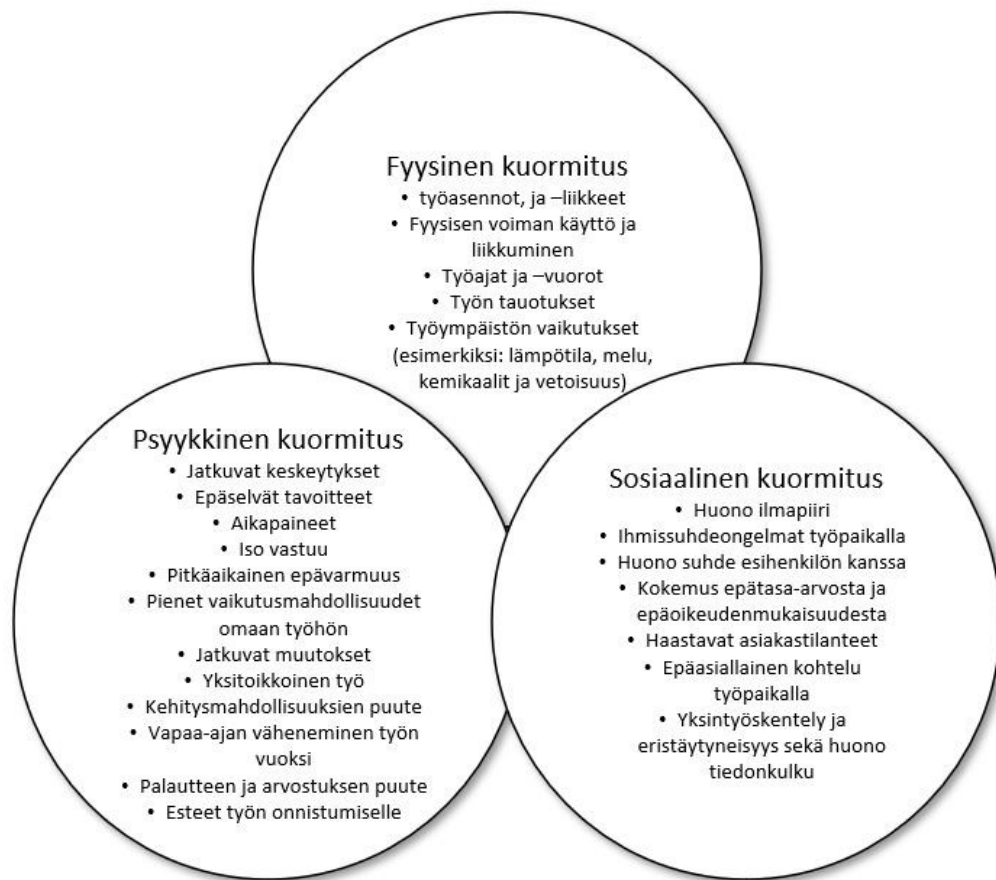 Fyysinen kuormitus
• työasennot, ja –liikkeet
• Fyysisen voiman käyttö ja
liikkuminen
• Työajat ja –vuorot
• Työn tauotukset
• Työympäristön vaikutukset
(esimerkiksi: lämpötila, melu,
kemikaalit ja vetoisuus)
Psyykkinen kuormitus
• Jatkuvat keskeytykset
• Epäselvät tavoitteet
• Aikapaineet
• Iso vastuu
• Pitkäaikainen epävarmuus
• Pienet vaikutusmahdollisuudet
omaan työhön
• Jatkuvat muutokset
• Yksitoikkoinen työ
• Kehitysmahdollisuuksien puute
• Vapaa-ajan väheneminen työn
vuoksi
• Palautteen ja arvostuksen puute
• Esteet työn onnistumiselle
Sosiaalinen kuormitus
• Huono ilmapiiri
• Ihmissuhdeongelmat työpaikalla
• Huono suhde esihenkilön kanssa
• Kokemus epätasa-arvosta ja
epäoikeudenmukaisuudesta
• Haastavat asiakastilanteet
• Epäasiallainen kohtelu
työpaikalla
• Yksintyöskentely ja
eristäytyneisyys sekä huono
tiedonkulku